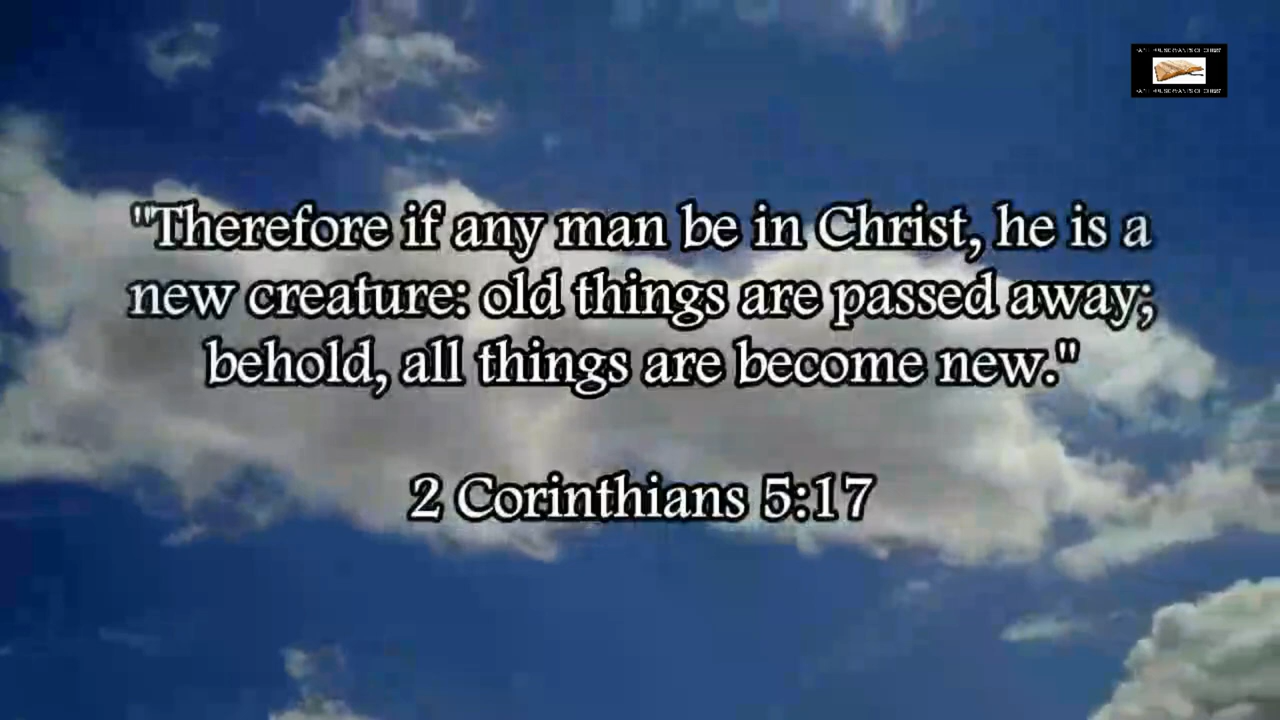 "Therefore if any man be in Christ, he is a
new creature: old things are passed away;
behold, all things are become new."
2 Corinthians 5:17